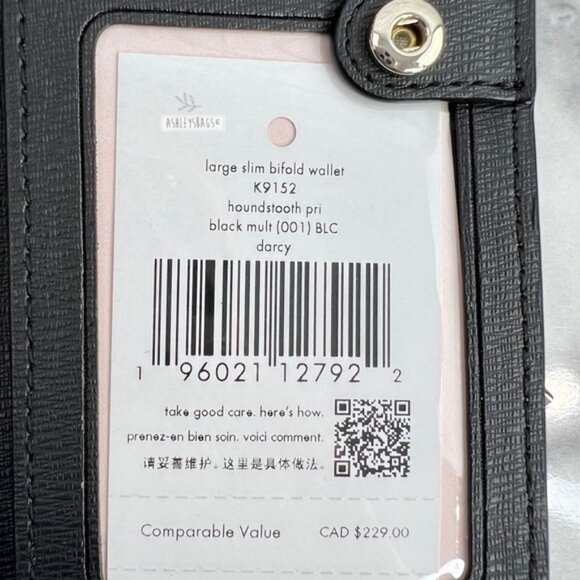 ASHLEYSBAGS©
large slim bifold wallet
K9152
houndstooth pri
black mult (001) BLC
darcy
1 96021 12792 2
take good care. here's how.
prenez-en bien soin. voici comment.
请妥善维护。这里是具体做法。
Comparable Value CAD $229.00